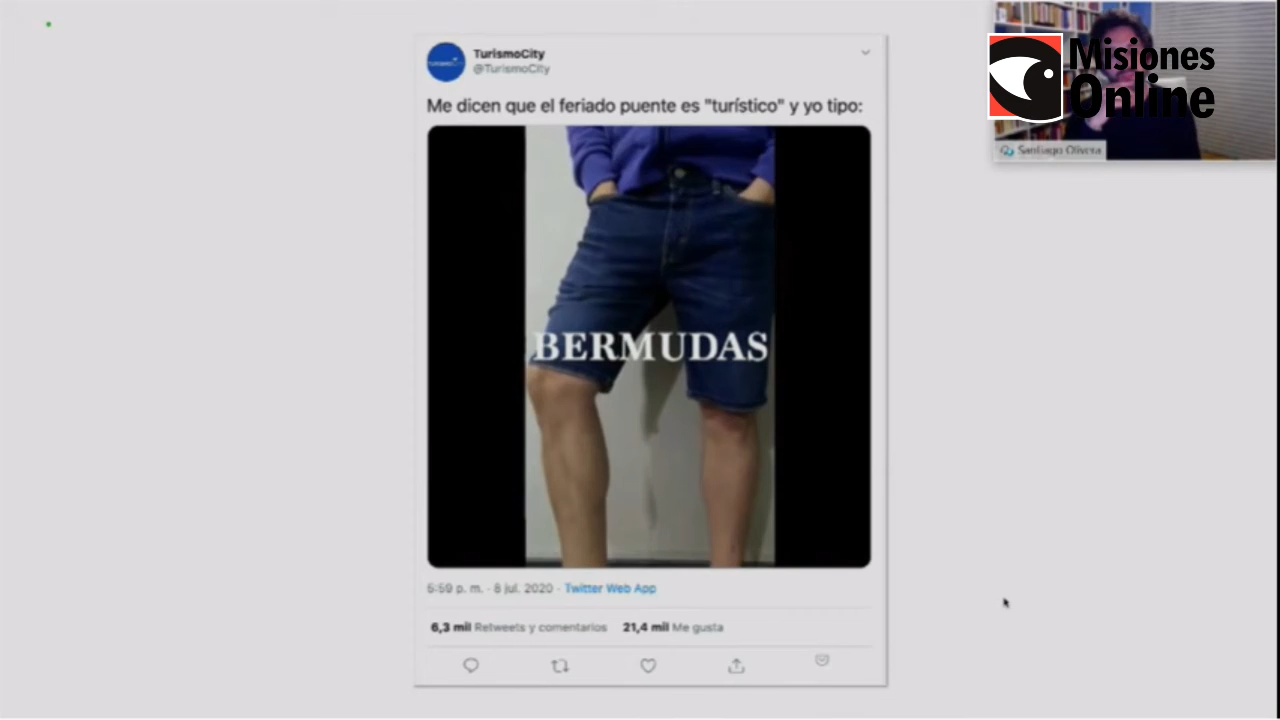 TurismoCity
@TurismoCity
Me dicen que el feriado puente es "turístico" y yo tipo:
BERMUDAS
6:59 p. m. · 8 jul. 2020 · Twitter Web App
6,3 mil Retweets y comentarios 21,4 mil Me gusta
Misiones
Online
Santiago Olivera